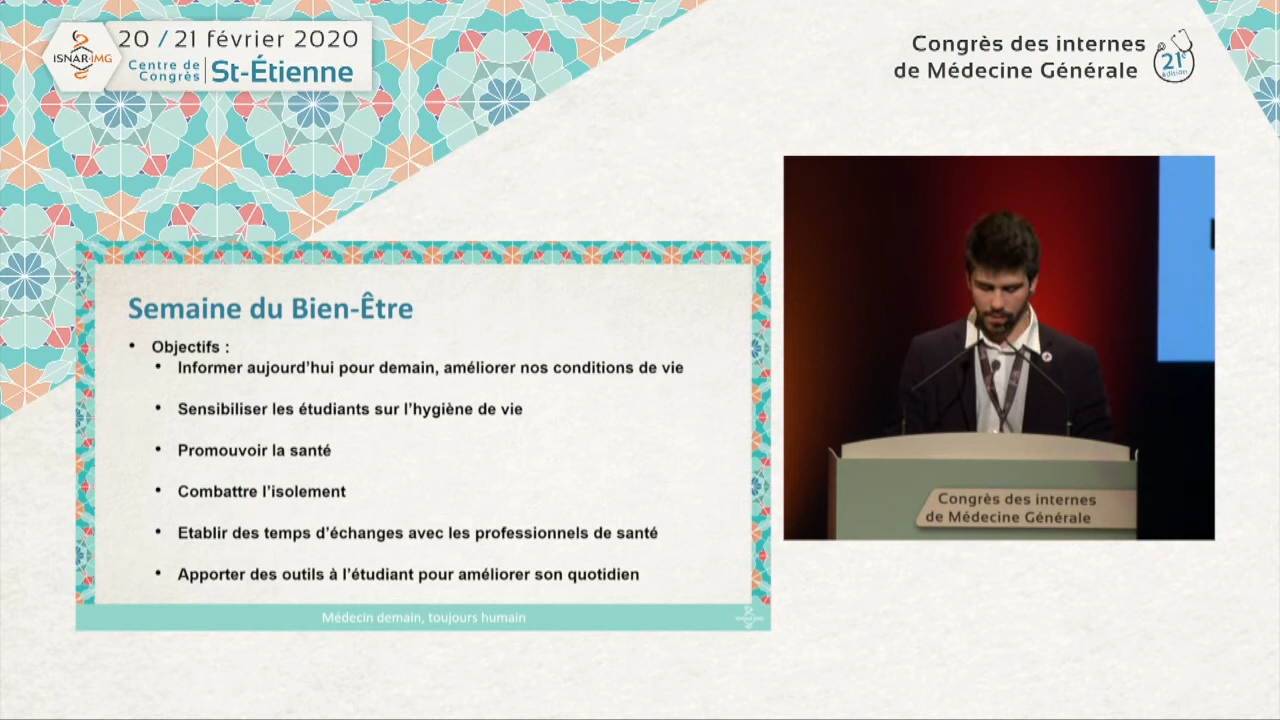 20 / 21 février 2020
ISNAR-IMG
Centre de
Congrès
St-Étienne
Congrès des internes
de Médecine Générale
21e
édition
Semaine du Bien-Être
• Objectifs :
• Informer aujourd'hui pour demain, améliorer nos conditions de vie
• Sensibiliser les étudiants sur l'hygiène de vie
• Promouvoir la santé
• Combattre l'isolement
• Etablir des temps d'échanges avec les professionnels de santé
• Apporter des outils à l'étudiant pour améliorer son quotidien
Médecin demain, toujours humain
ISNAR-IMG
Congrès des internes
de Médecine Générale